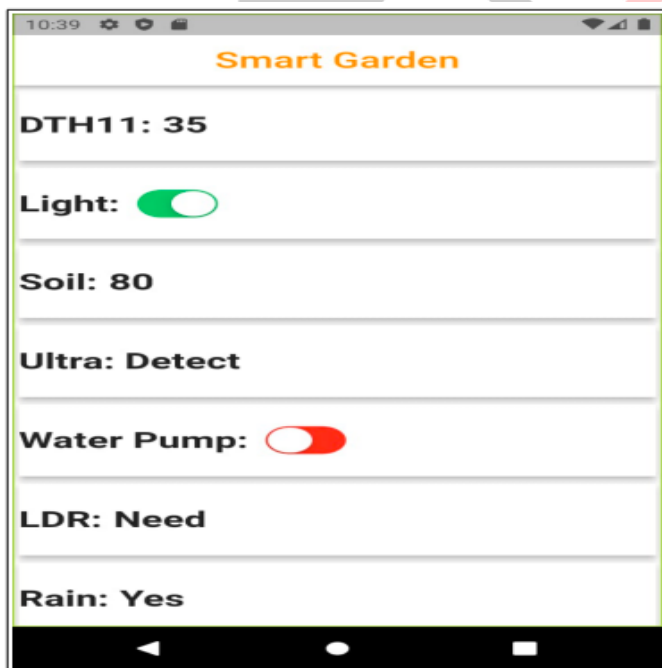 10:39
Smart Garden
DTH11: 35
Light:
Soil: 80
Ultra: Detect
Water Pump:
LDR: Need
Rain: Yes